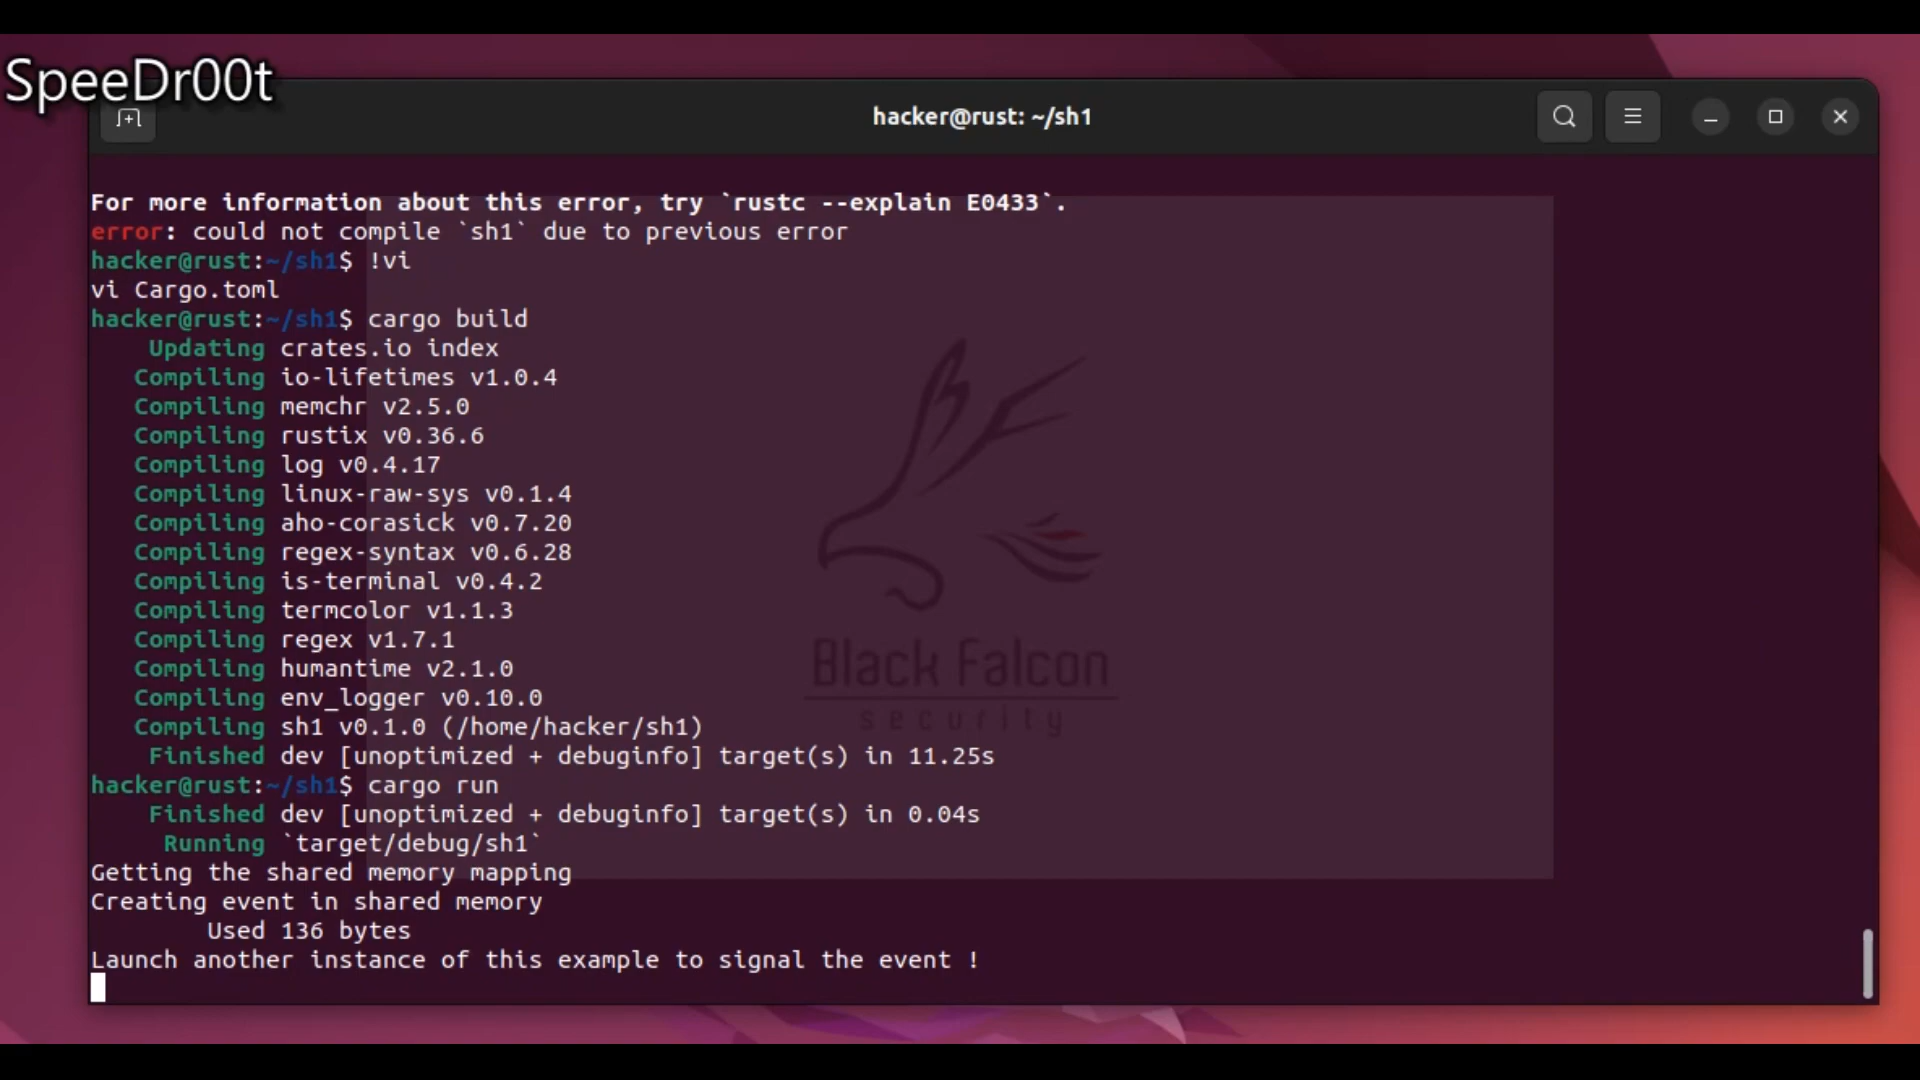 SpeeDr00t
hacker@rust: ~/sh1
For more information about this error, try `rustc --explain E0433`.
error: could not compile `sh1` due to previous error
hacker@rust:~/sh1$ !vi
vi Cargo.toml
hacker@rust:~/sh1$ cargo build
    Updating crates.io index
   Compiling io-lifetimes v1.0.4
   Compiling memchr v2.5.0
   Compiling rustix v0.36.6
   Compiling log v0.4.17
   Compiling linux-raw-sys v0.1.4
   Compiling aho-corasick v0.7.20
   Compiling regex-syntax v0.6.28
   Compiling is-terminal v0.4.2
   Compiling termcolor v1.1.3
   Compiling regex v1.7.1
   Compiling humantime v2.1.0
   Compiling env_logger v0.10.0
   Compiling sh1 v0.1.0 (/home/hacker/sh1)
    Finished dev [unoptimized + debuginfo] target(s) in 11.25s
hacker@rust:~/sh1$ cargo run
    Finished dev [unoptimized + debuginfo] target(s) in 0.04s
     Running `target/debug/sh1`
Getting the shared memory mapping
Creating event in shared memory
        Used 136 bytes
Launch another instance of this example to signal the event !
Black Falcon
security